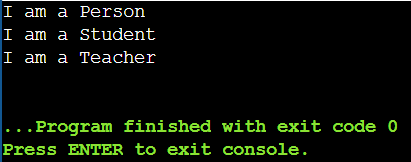 I am a Person
I am a Student
I am a Teacher
...Program finished with exit code 0
Press ENTER to exit console.